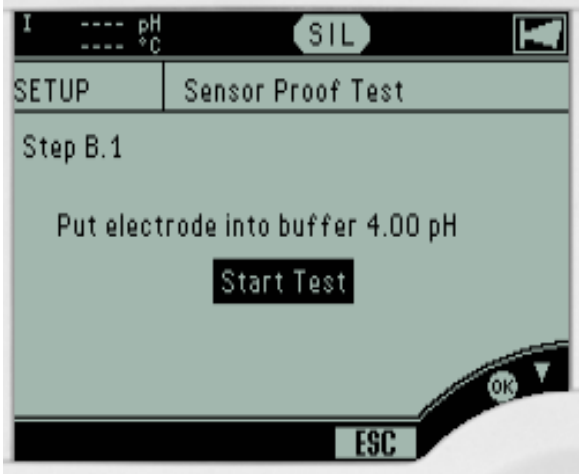 I ---- pH SIL
---- °C
SETUP Sensor Proof Test
Step B.1
Put electrode into buffer 4.00 pH
Start Test
OK
ESC